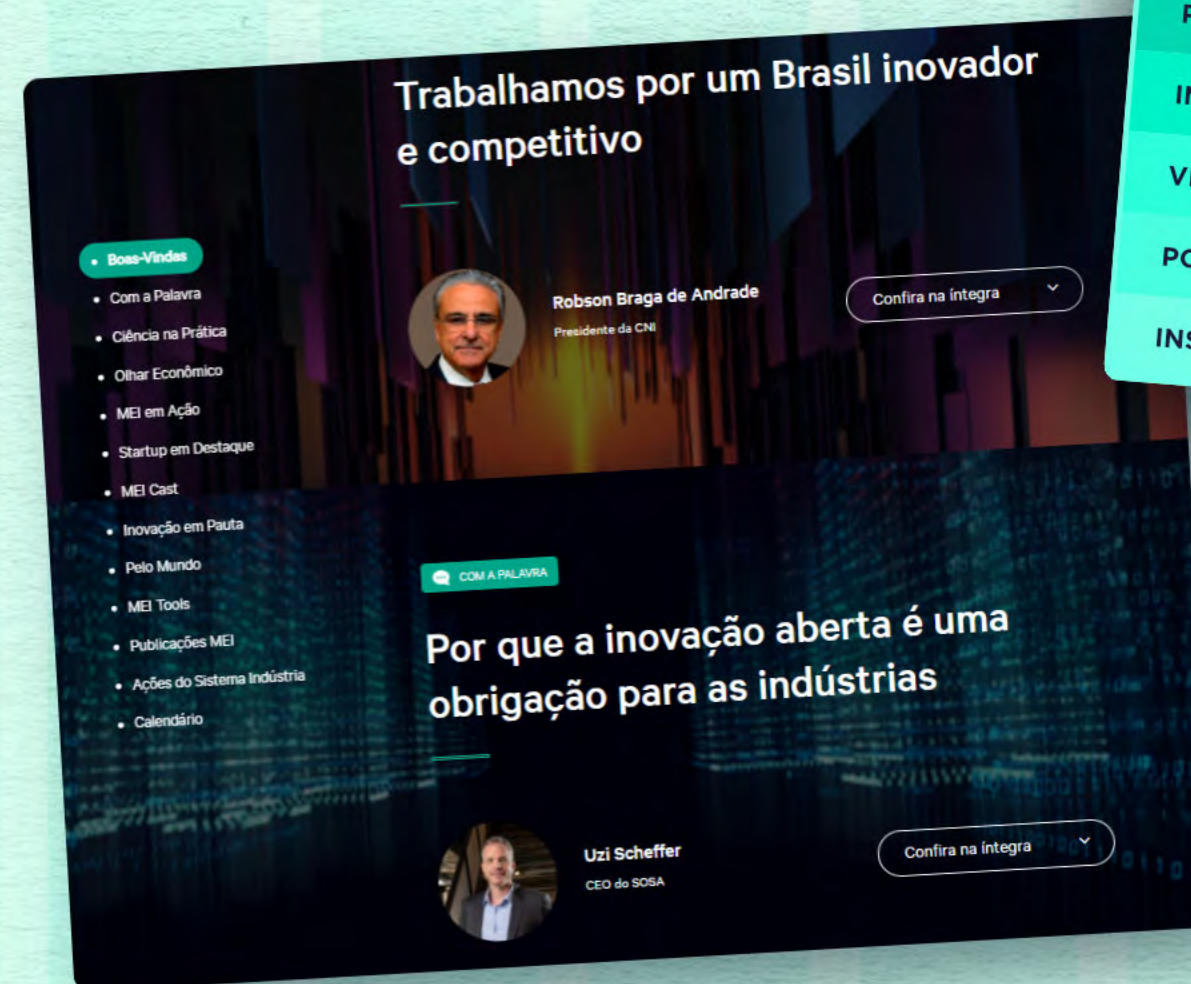 Trabalhamos por um Brasil inovador
e competitivo
Robson Braga de Andrade
Presidente da CNI
Confira na íntegra
• Boas-Vindas
• Com a Palavra
• Ciência na Prática
• Olhar Econômico
• MEI em Ação
• Startup em Destaque
• MEI Cast
• Inovação em Pauta
• Pelo Mundo
• MEI Tools
• Publicações MEI
• Ações do Sistema Indústria
• Calendário
COM A PALAVRA
Por que a inovação aberta é uma
obrigação para as indústrias
Uzi Scheffer
CEO do SOSA
Confira na íntegra